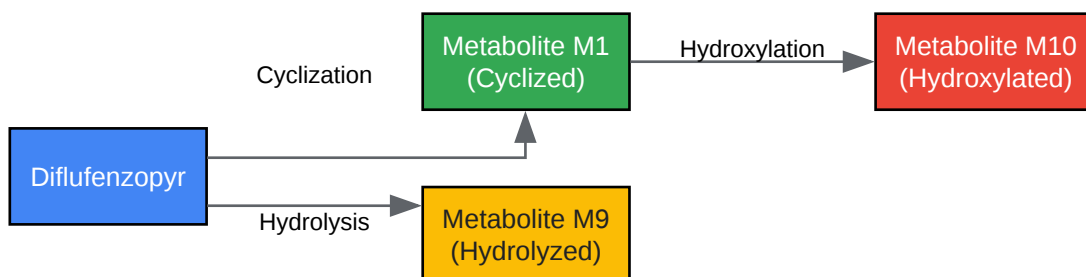 Metabolite M1
(Cyclized)
Hydroxylation
Metabolite M10
(Hydroxylated)
Cyclization
Diflufenzopyr
Hydrolysis
Metabolite M9
(Hydrolyzed)